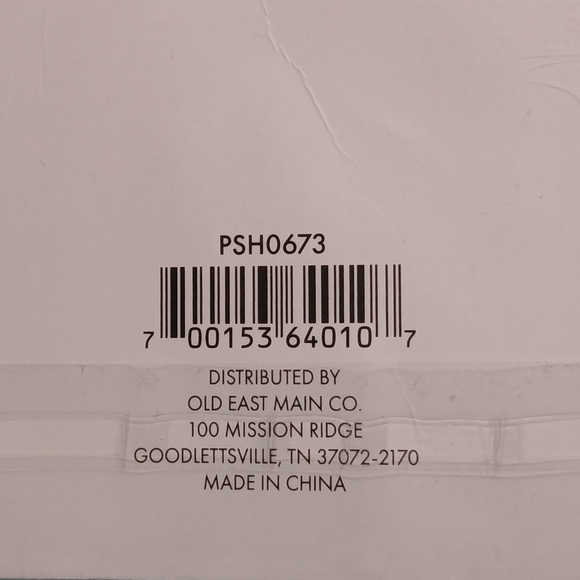 PSH0673
7 00153 64010 7
DISTRIBUTED BY
OLD EAST MAIN CO.
100 MISSION RIDGE
GOODLETTSVILLE, TN 37072-2170
MADE IN CHINA